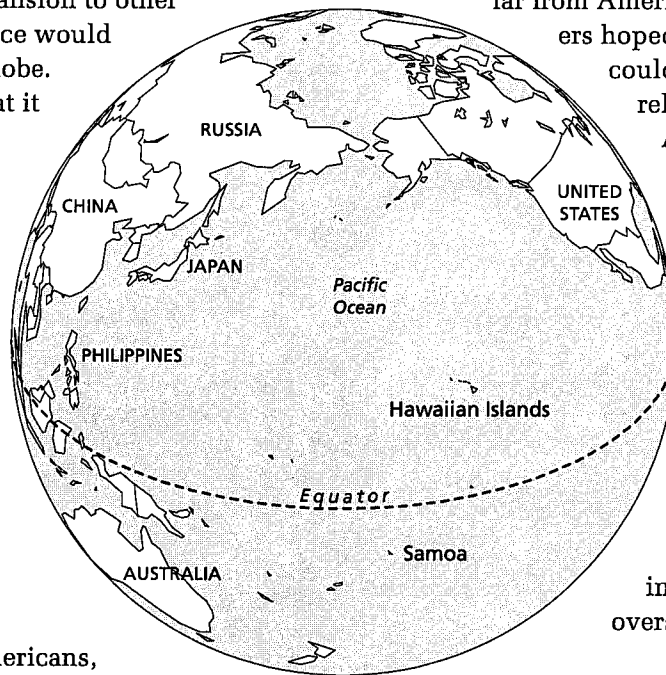 ansion to other
ce would
obe.
at it
ericans,
far from Ameri
ers hoped
could
rel
in
overs
RUSSIA
CHINA
JAPAN
UNITED
STATES
Pacific
Ocean
PHILIPPINES
Hawaiian Islands
Equator
Samoa
AUSTRALIA